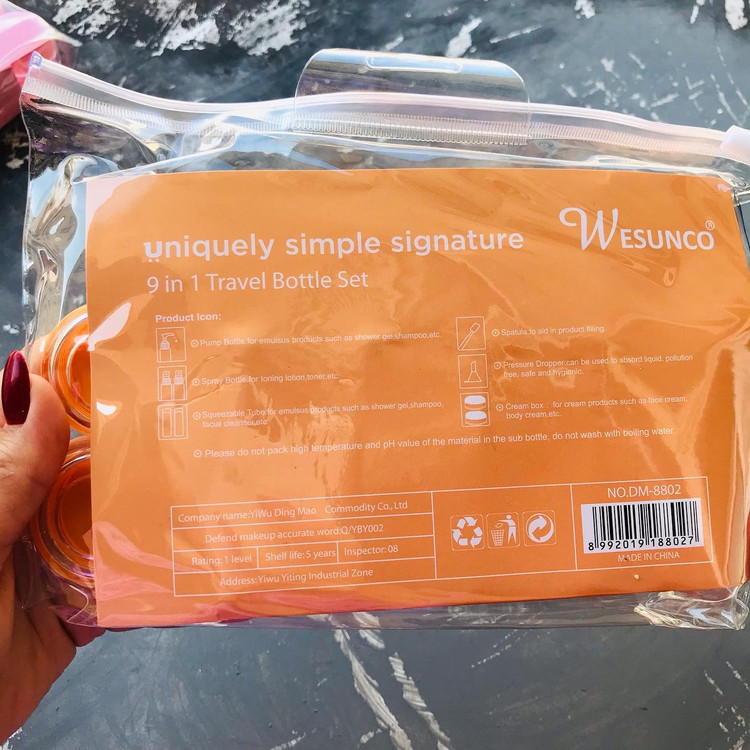 uniquely simple signature
WESUNCO®
9 in 1 Travel Bottle Set
Product Icon:
Pump Bottle for emulsus products such as shower gel,shampoo,etc.
Spray Bottle for toning lotion,toner,etc.
Squeezable Tube for emulsus products such as shower gel,shampoo,
facial cleanser,etc.
Spatula to aid in product filling.
Pressure Dropper:can be used to absord liquid, pollution
free, safe and hygienic.
Cream box for cream products such as face cream,
body cream,etc.
Please do not pack high temperature and pH value of the material in the sub bottle, do not wash with boiling water.
Company name:YiWu Ding Mao Commodity Co,.Ltd
Defend makeup accurate word:Q/YBY002
Rating:1 level Shelf life:5 years Inspector:08
Address:Yiwu Yiting Industrial Zone
NO.DM-8802
8 992019 188027
MADE IN CHINA